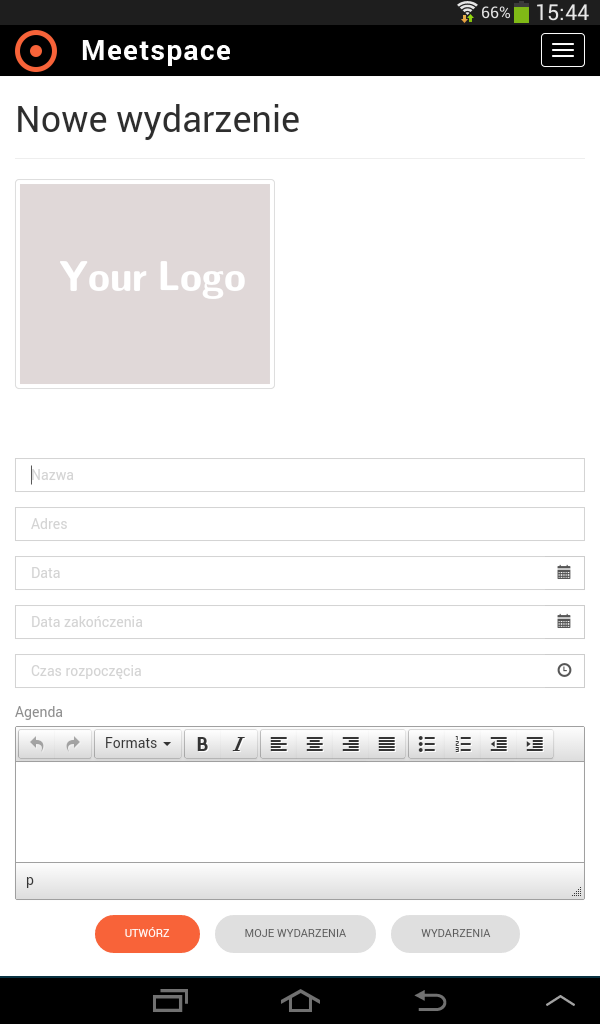 66% 15:44
Meetspace
Nowe wydarzenie
Your Logo
Nazwa
Adres
Data
Data zakończenia
Czas rozpoczęcia
Agenda
Formats B I
p
UTWÓRZ MOJE WYDARZENIA WYDARZENIA